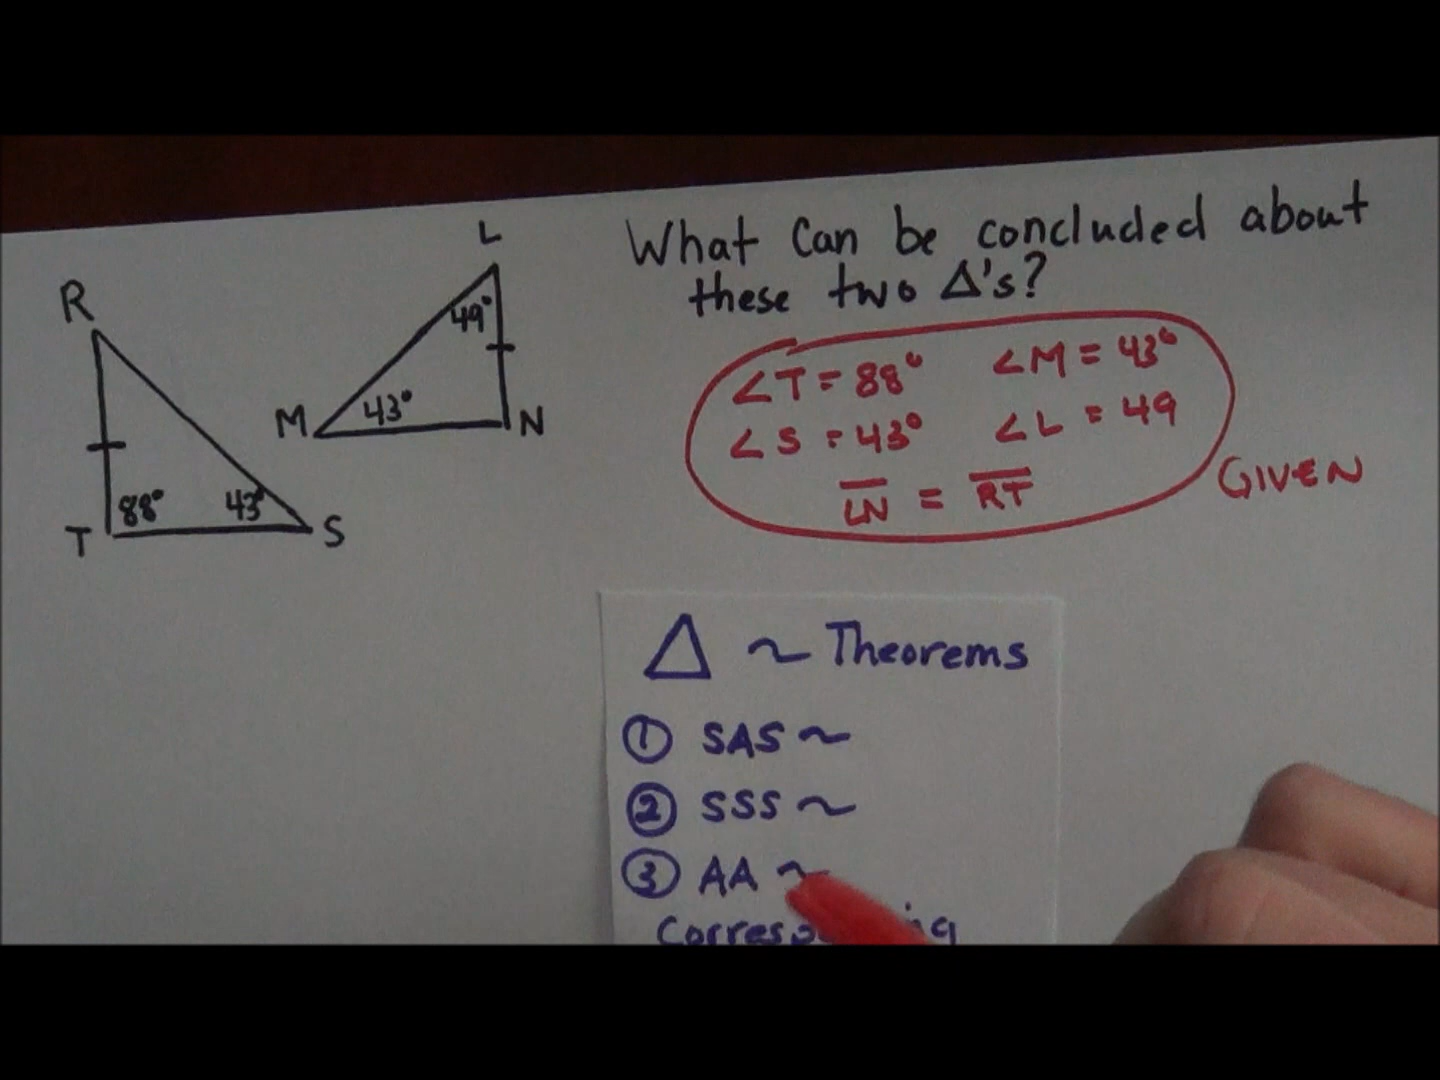 What can be concluded about
these two Δ's?
R
T
S
88°
43°
L
M
N
49°
43°
∠T = 88° ∠M = 43°
∠S = 43° ∠L = 49
LN = RT
GIVEN
Δ ~ Theorems
① SAS ~
② SSS ~
③ AA ~